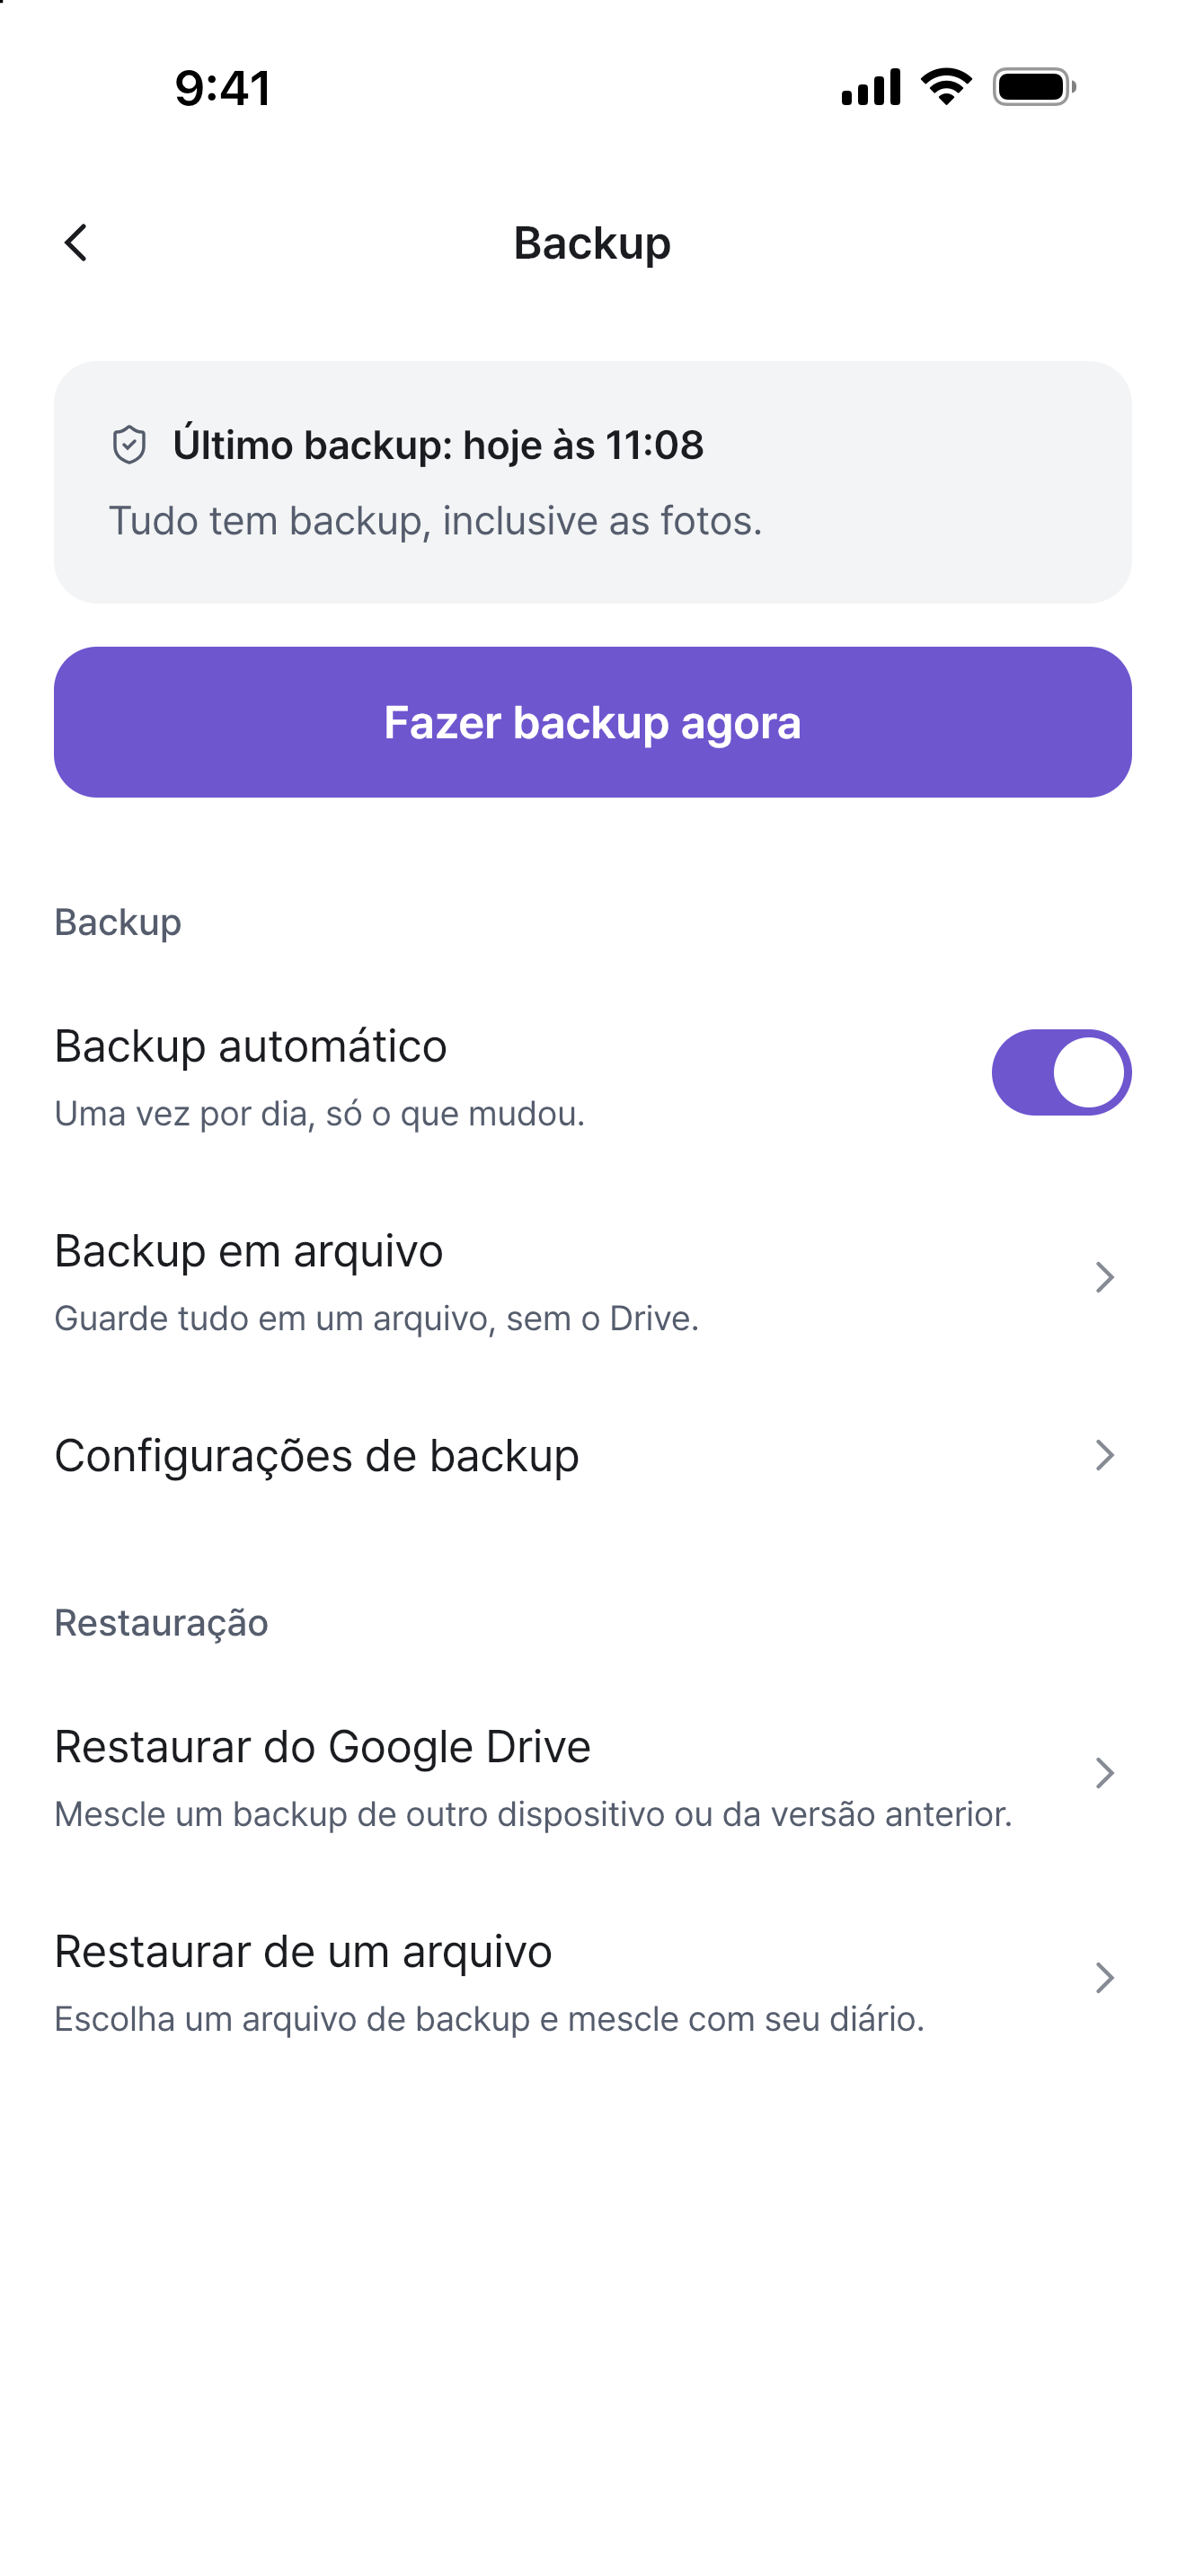 9:41
Backup
Último backup: hoje às 11:08
Tudo tem backup, inclusive as fotos.
Fazer backup agora
Backup
Backup automático
Uma vez por dia, só o que mudou.
Backup em arquivo
Guarde tudo em um arquivo, sem o Drive.
Configurações de backup
Restauração
Restaurar do Google Drive
Mescle um backup de outro dispositivo ou da versão anterior.
Restaurar de um arquivo
Escolha um arquivo de backup e mescle com seu diário.